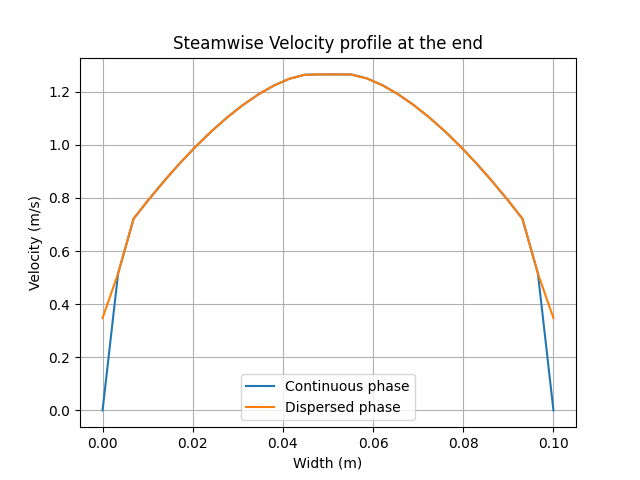 Steamwise Velocity profile at the end
Velocity (m/s)
1.2
1.0
0.8
0.6
0.4
0.2
0.0
Continuous phase
Dispersed phase
0.00 0.02 0.04 0.06 0.08 0.10
Width (m)